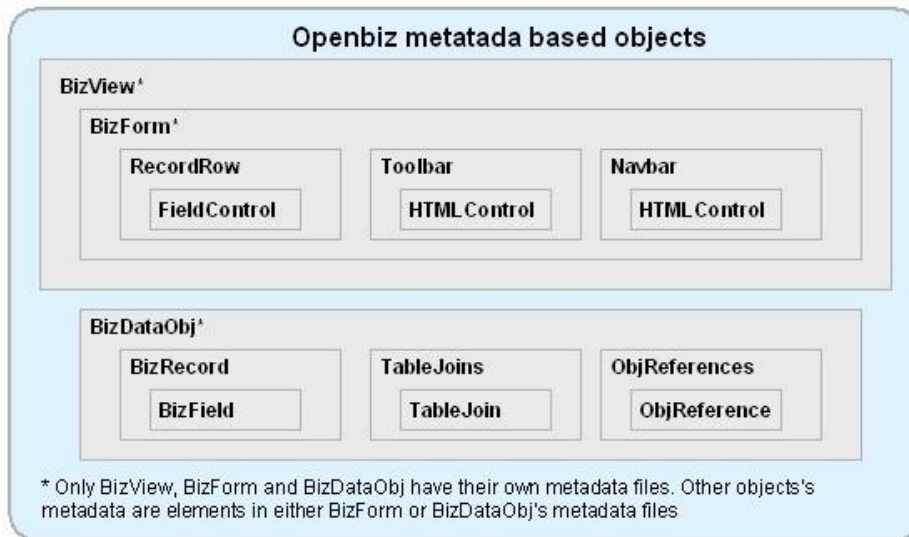 Openbiz metatada based objects
BizView*
BizForm*
RecordRow
FieldControl
Toolbar
HTMLControl
Navbar
HTMLControl
BizDataObj*
BizRecord
BizField
TableJoins
TableJoin
ObjReferences
ObjReference
* Only BizView, BizForm and BizDataObj have their own metadata files. Other objects's
metadata are elements in either BizForm or BizDataObj's metadata files